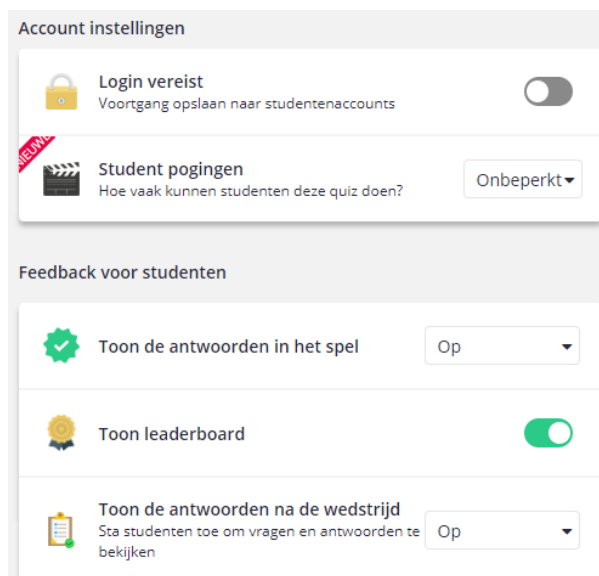 Account instellingen
Login vereist
Voortgang opslaan naar studentenaccounts
NIEUWE
Student pogingen
Hoe vaak kunnen studenten deze quiz doen?
Onbeperkt
Feedback voor studenten
Toon de antwoorden in het spel
Op
Toon leaderboard
Toon de antwoorden na de wedstrijd
Sta studenten toe om vragen en antwoorden te
bekijken
Op